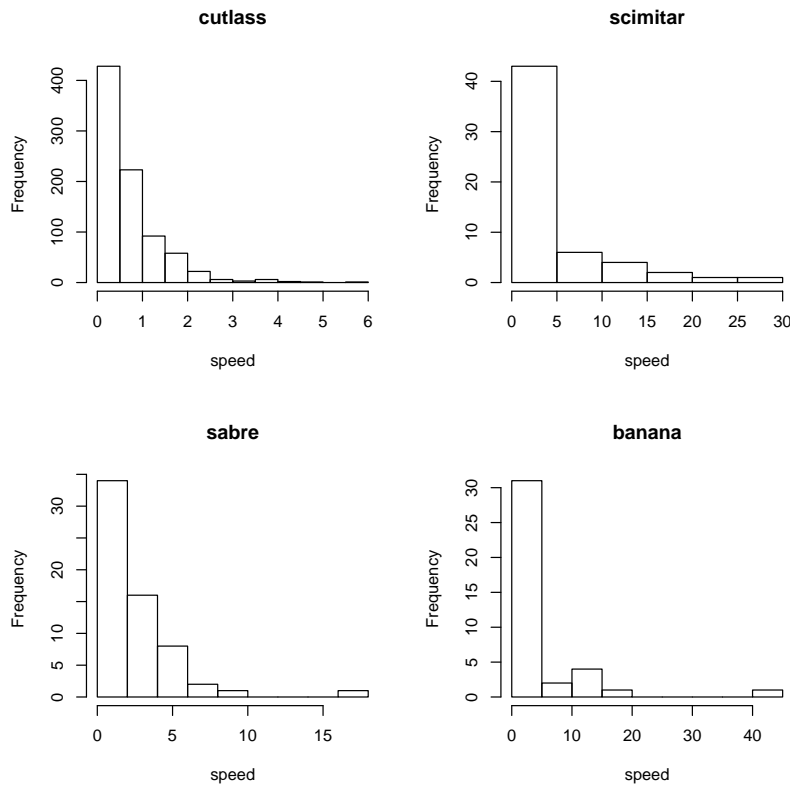 cutlass
Frequency
0 100 200 300 400
0 1 2 3 4 5 6
speed
scimitar
Frequency
0 10 20 30 40
0 5 10 15 20 25 30
speed
sabre
Frequency
0 5 10 20 30
0 5 10 15
speed
banana
Frequency
0 5 10 15 20 25 30
0 10 20 30 40
speed